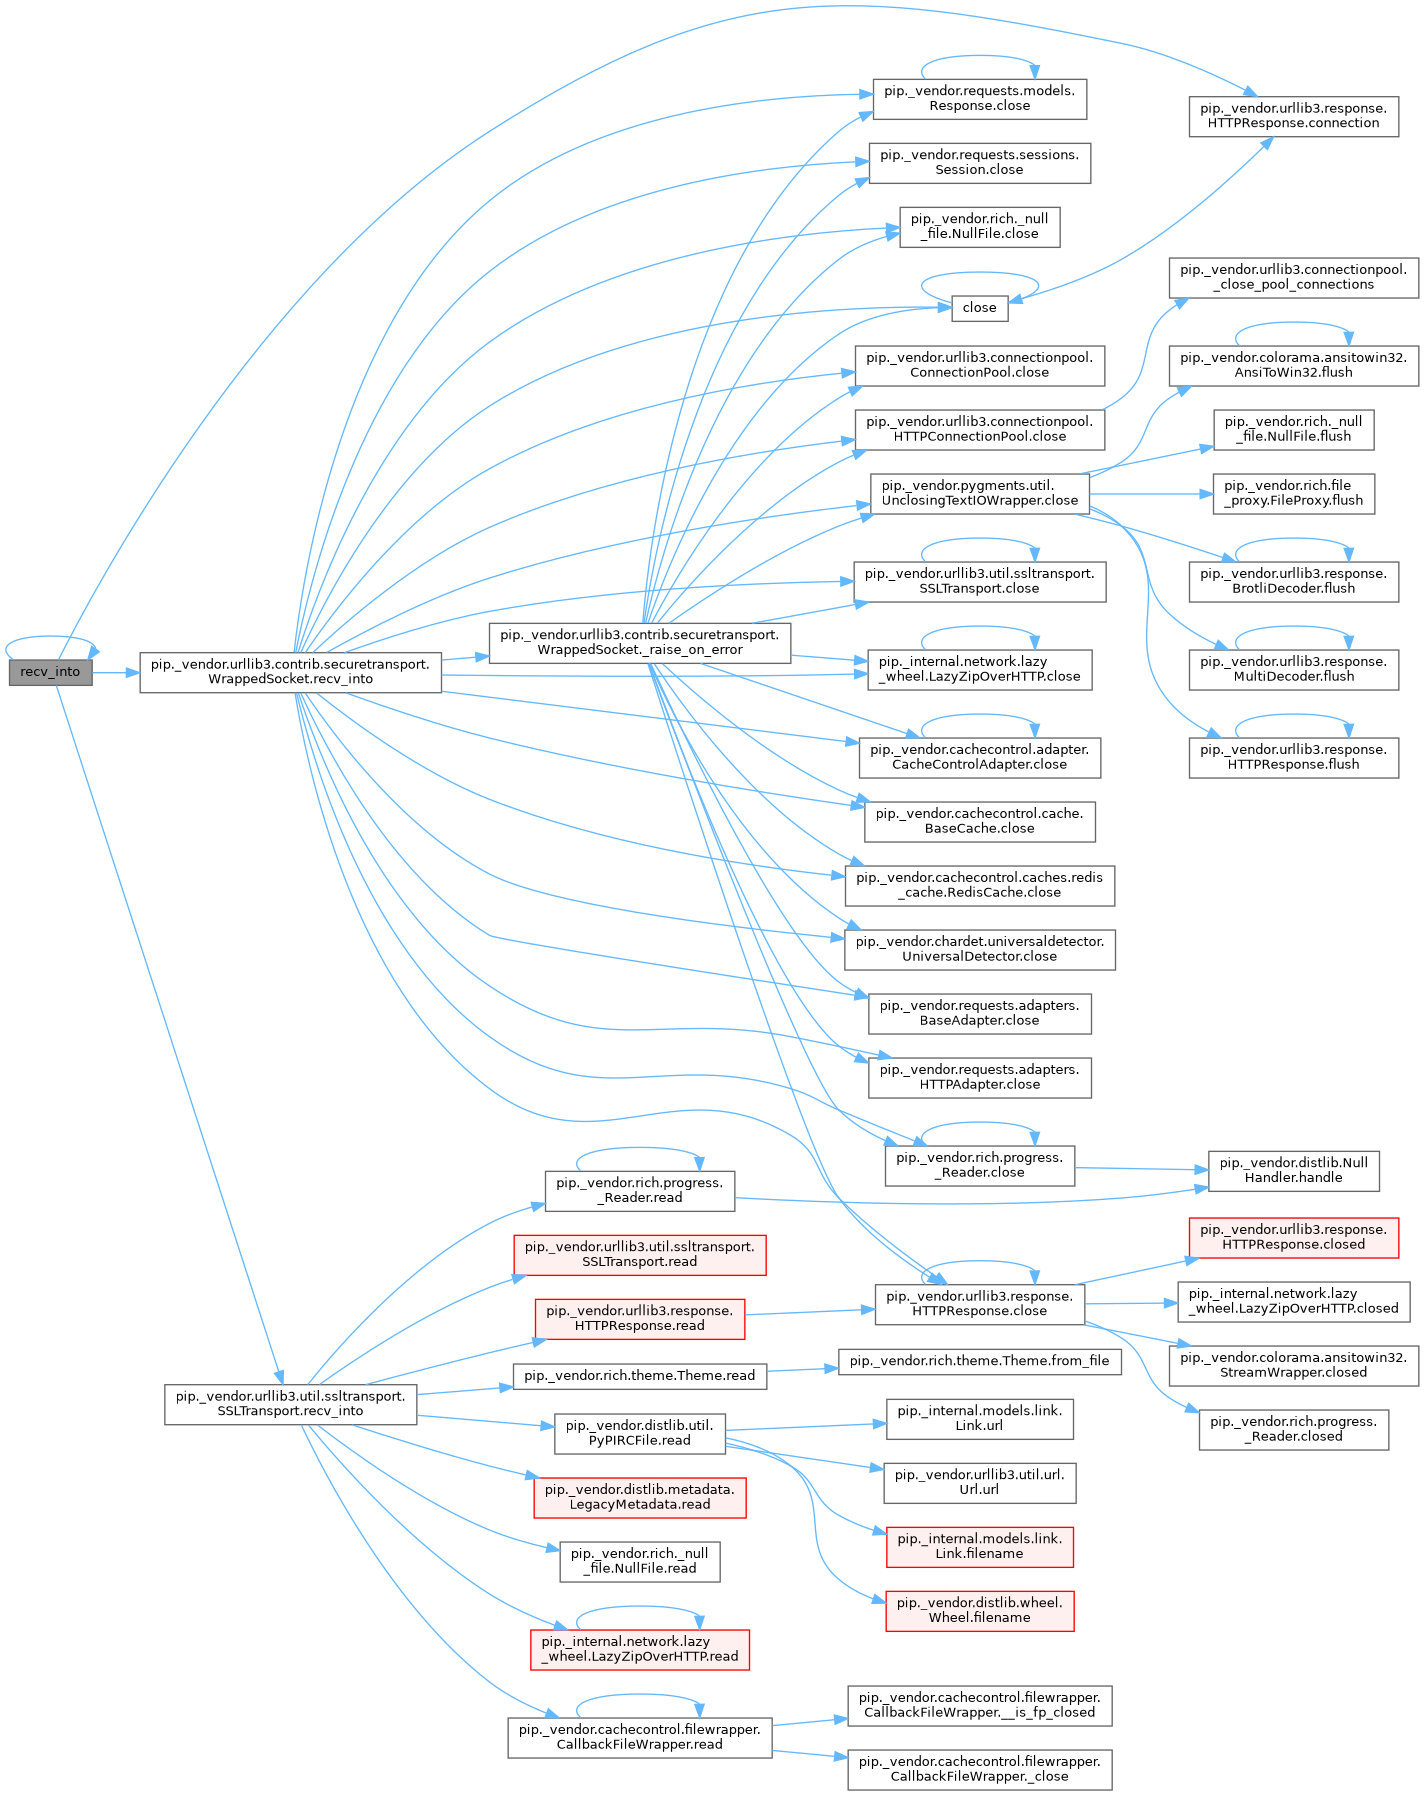 recv_into
pip._vendor.urllib3.contrib.securetransport.
WrappedSocket.recv_into
pip._vendor.urllib3.util.ssltransport.
SSLTransport.recv_into
pip._vendor.urllib3.contrib.securetransport.
WrappedSocket._raise_on_error
pip._vendor.rich.progress.
_Reader.read
pip._vendor.urllib3.util.ssltransport.
SSLTransport.read
pip._vendor.urllib3.response.
HTTPResponse.read
pip._vendor.rich.theme.Theme.read
pip._vendor.distlib.util.
PyPIRCFile.read
pip._vendor.distlib.metadata.
LegacyMetadata.read
pip._vendor.rich._null
_file.NullFile.read
pip._internal.network.lazy
_wheel.LazyZipOverHTTP.read
pip._vendor.cachecontrol.filewrapper.
CallbackFileWrapper.read
pip._vendor.requests.models.
Response.close
pip._vendor.requests.sessions.
Session.close
pip._vendor.rich._null
_file.NullFile.close
close
pip._vendor.urllib3.connectionpool.
ConnectionPool.close
pip._vendor.urllib3.connectionpool.
HTTPConnectionPool.close
pip._vendor.pygments.util.
UnclosingTextIOWrapper.close
pip._vendor.urllib3.util.ssltransport.
SSLTransport.close
pip._internal.network.lazy
_wheel.LazyZipOverHTTP.close
pip._vendor.cachecontrol.adapter.
CacheControlAdapter.close
pip._vendor.cachecontrol.cache.
BaseCache.close
pip._vendor.cachecontrol.caches.redis
_cache.RedisCache.close
pip._vendor.chardet.universaldetector.
UniversalDetector.close
pip._vendor.requests.adapters.
BaseAdapter.close
pip._vendor.requests.adapters.
HTTPAdapter.close
pip._vendor.rich.progress.
_Reader.close
pip._vendor.urllib3.response.
HTTPResponse.close
pip._vendor.rich.theme.Theme.from_file
pip._internal.models.link.
Link.url
pip._vendor.urllib3.util.url.
Url.url
pip._internal.models.link.
Link.filename
pip._vendor.distlib.wheel.
Wheel.filename
pip._vendor.cachecontrol.filewrapper.
CallbackFileWrapper.__is_fp_closed
pip._vendor.cachecontrol.filewrapper.
CallbackFileWrapper._close
pip._vendor.urllib3.response.
HTTPResponse.connection
pip._vendor.urllib3.connectionpool.
_close_pool_connections
pip._vendor.colorama.ansitowin32.
AnsiToWin32.flush
pip._vendor.rich._null
_file.NullFile.flush
pip._vendor.rich.file
_proxy.FileProxy.flush
pip._vendor.urllib3.response.
BrotliDecoder.flush
pip._vendor.urllib3.response.
MultiDecoder.flush
pip._vendor.urllib3.response.
HTTPResponse.flush
pip._vendor.distlib.Null
Handler.handle
pip._vendor.urllib3.response.
HTTPResponse.closed
pip._internal.network.lazy
_wheel.LazyZipOverHTTP.closed
pip._vendor.colorama.ansitowin32.
StreamWrapper.closed
pip._vendor.rich.progress.
_Reader.closed